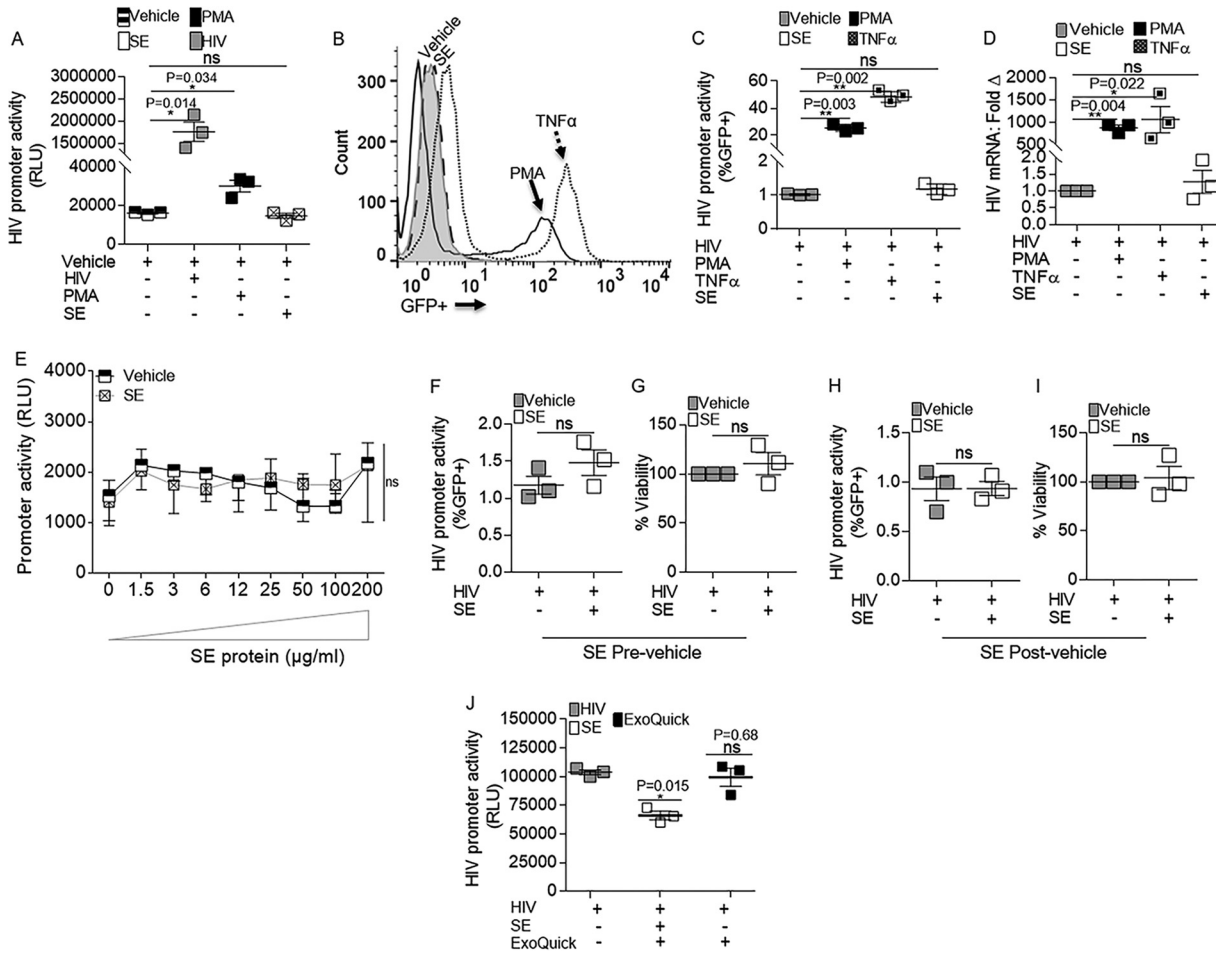 A
Vehicle PMA
SE HIV
HIV promoter activity
(RLU)
3000000
2500000
2000000
1500000
1000000
40000
20000
0
ns
P=0.034
*
P=0.014
*
Vehicle + + + +
HIV - + - -
PMA - - + -
SE - - - +
B
Vehicle
SE
Count
300
200
100
0
TNFα
PMA
10⁰ 10¹ 10² 10³ 10⁴
GFP+
C
Vehicle PMA
SE TNFα
HIV promoter activity
(%GFP+)
80
60
40
20
2
1
0
ns
P=0.002
**
P=0.003
**
HIV + + + +
PMA - + - -
TNFα - - + -
SE - - - +
D
Vehicle PMA
SE TNFα
HIV mRNA: Fold Δ
2000
1500
1000
500
2.0
1.5
1.0
0.5
0.0
ns
P=0.022
*
P=0.004
**
HIV + + + +
PMA - + - -
TNFα - - + -
SE - - - +
E
Vehicle
SE
Promoter activity (RLU)
4000
3000
2000
1000
0
ns
0 1.5 3 6 12 25 50 100 200
SE protein (µg/ml)
F
Vehicle
SE
HIV promoter activity
(%GFP+)
2.0
1.5
1.0
0.5
0.0
ns
HIV + +
SE - +
G
Vehicle
SE
% Viability
150
100
50
0
ns
HIV + +
SE - +
SE Pre-vehicle
H
Vehicle
SE
HIV promoter activity
(%GFP+)
1.5
1.0
0.5
0.0
ns
HIV + +
SE - +
I
Vehicle
SE
% Viability
150
100
50
0
ns
HIV + +
SE - +
SE Post-vehicle
J
HIV ExoQuick
SE
HIV promoter activity
(RLU)
150000
125000
100000
75000
50000
25000
0
P=0.015
*
P=0.68
ns
HIV + + +
SE - + -
ExoQuick - + +